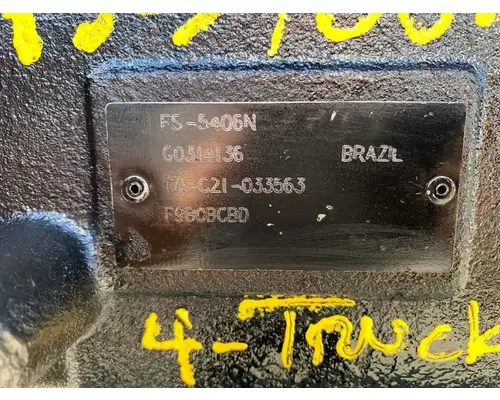 FS-5406N
G0314136 BRAZIL
TA-C21-033563
F9BCBCBD
4-Truck